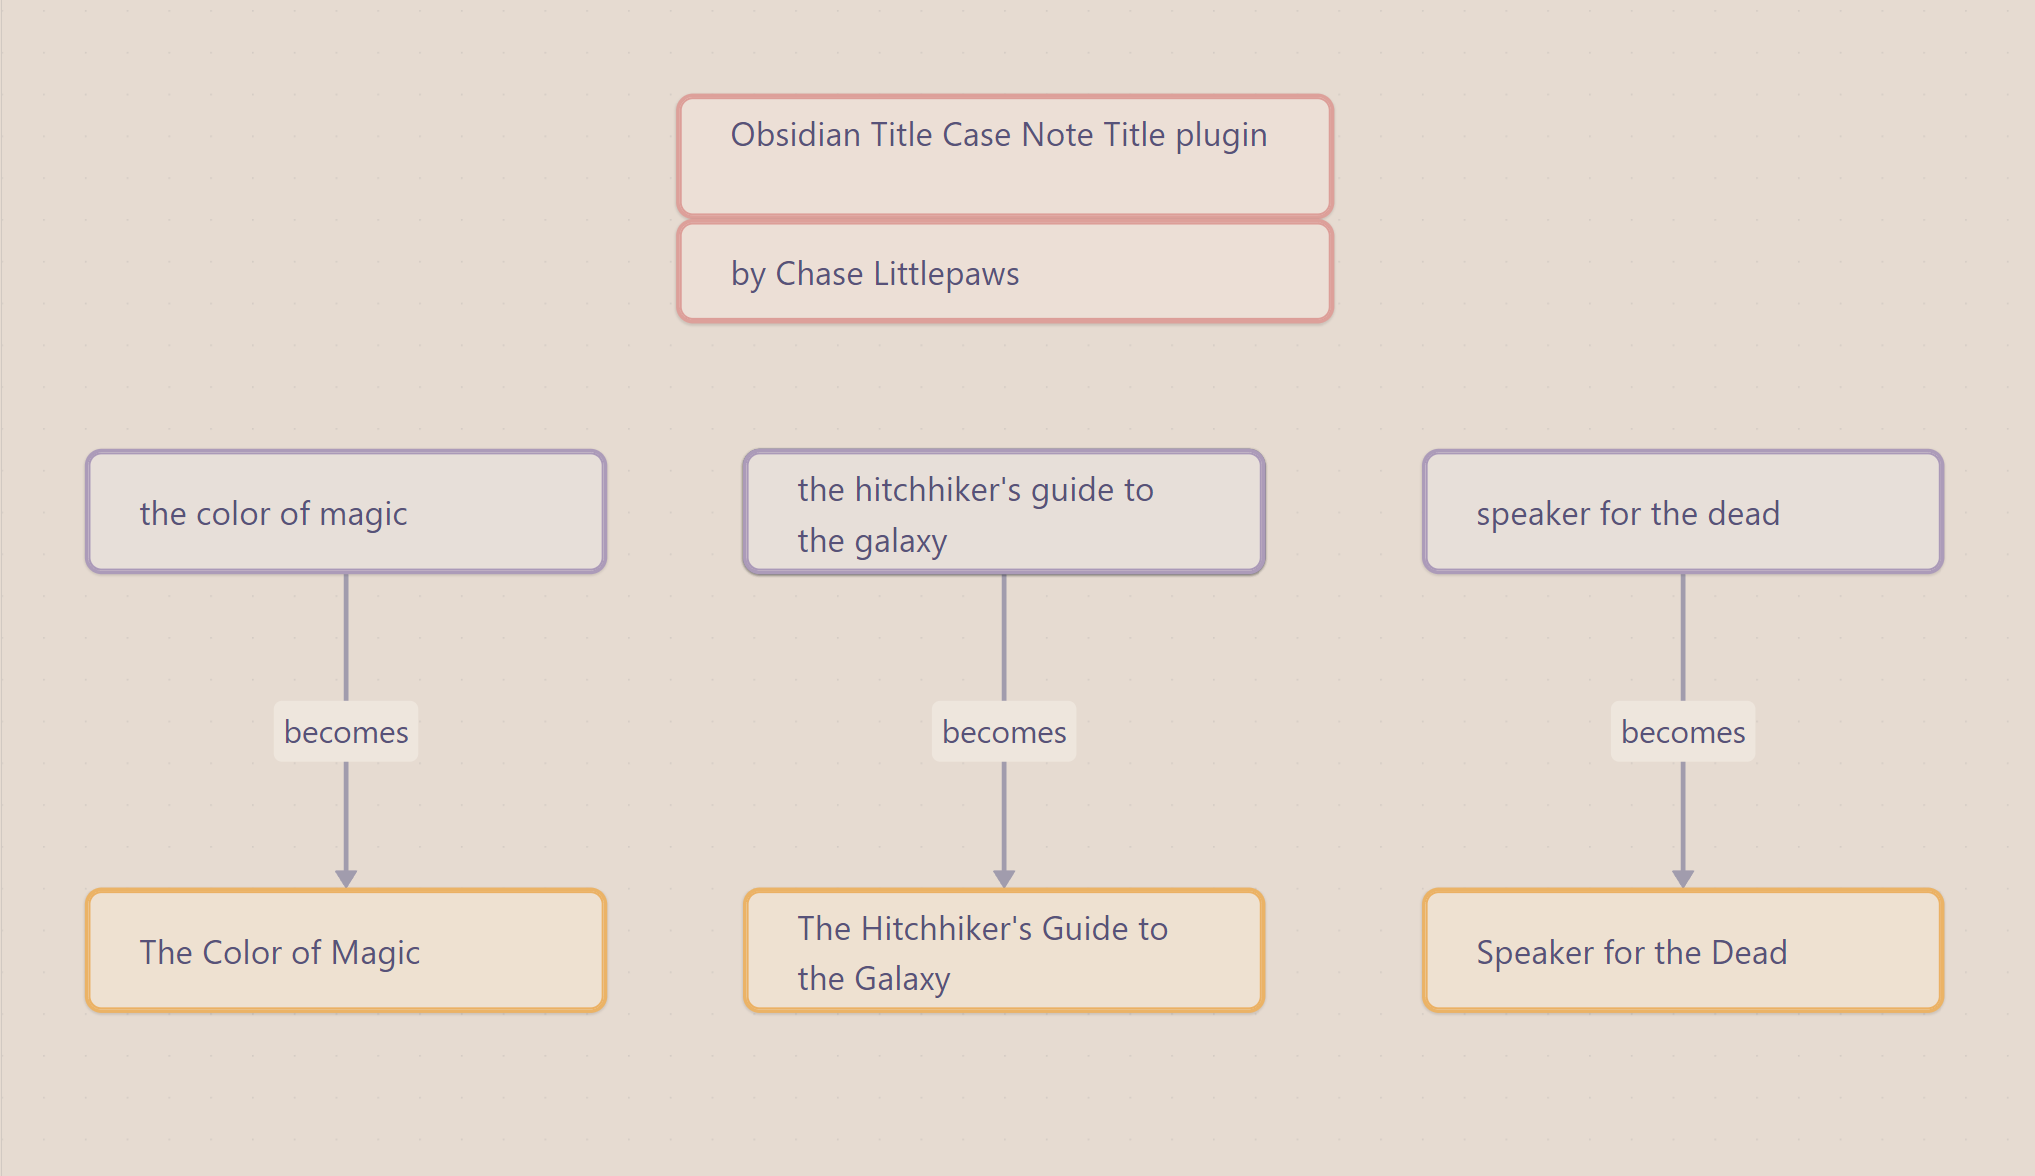 Obsidian Title Case Note Title plugin
by Chase Littlepaws
the color of magic
the hitchhiker's guide to
the galaxy
speaker for the dead
becomes
becomes
becomes
The Color of Magic
The Hitchhiker's Guide to
the Galaxy
Speaker for the Dead